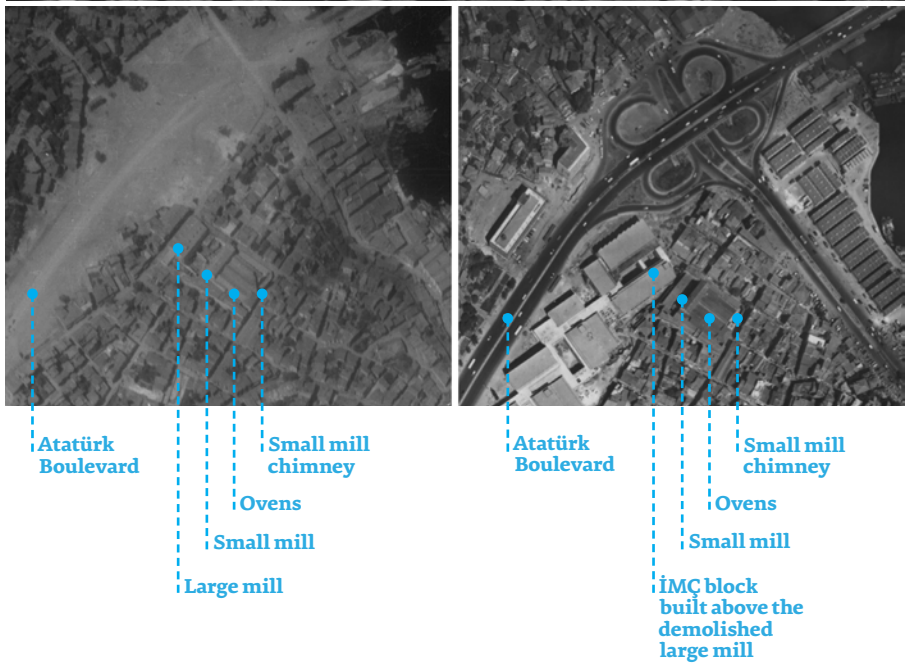 Atatürk
Boulevard
Small mill
chimney
Ovens
Small mill
Large mill
Atatürk
Boulevard
Small mill
chimney
Ovens
Small mill
İMÇ block
built above the
demolished
large mill